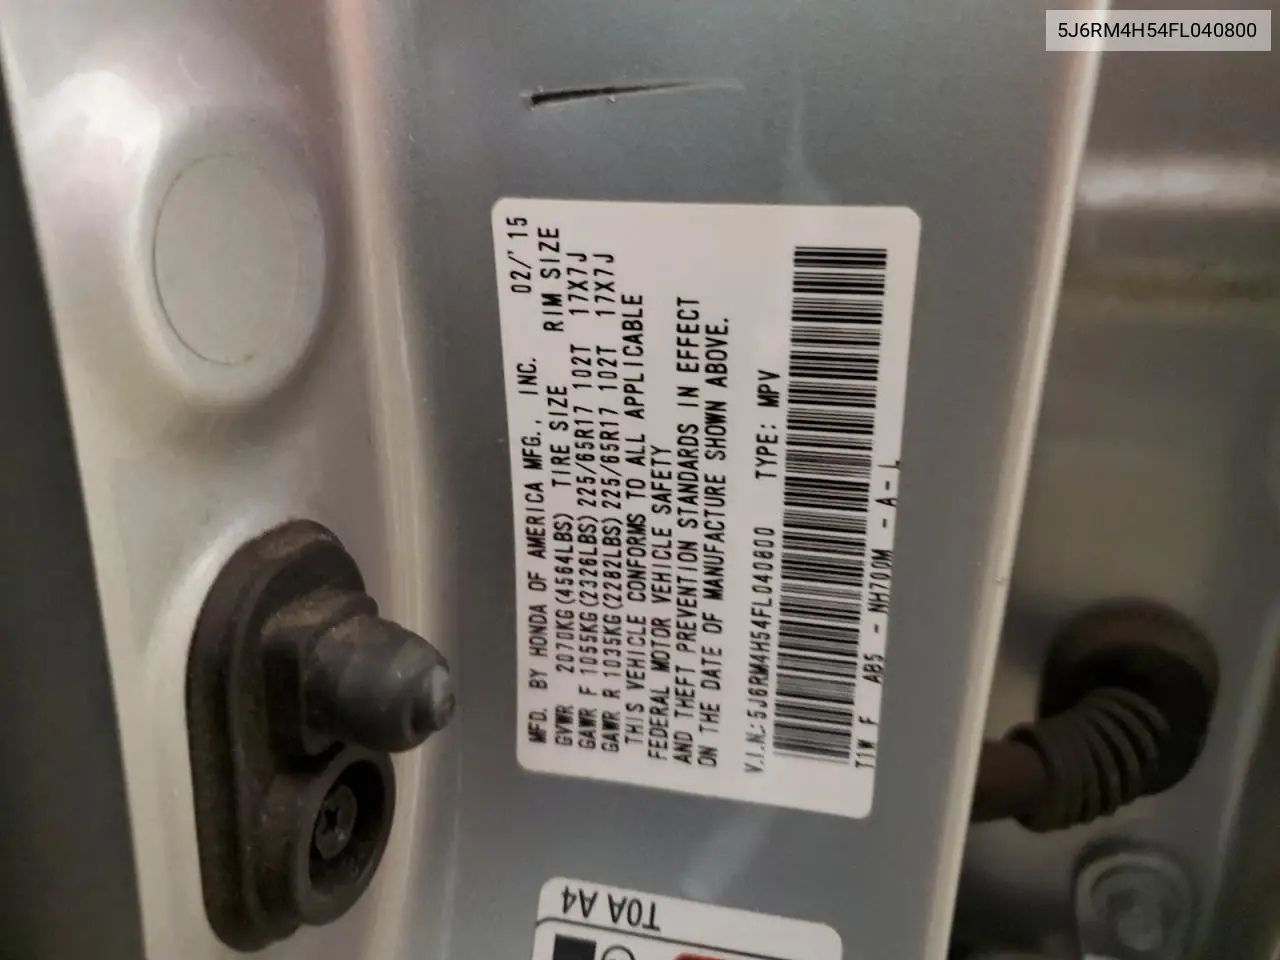 5J6RM4H54FL040800
MFD. BY HONDA OF AMERICA MFG., INC. 02/'15
GVWR 2070KG(4564LBS) TIRE SIZE RIM SIZE
GAWR F 1055KG(2326LBS) 225/65R17 102T 17X7J
GAWR R 1035KG(2282LBS) 225/65R17 102T 17X7J
THIS VEHICLE CONFORMS TO ALL APPLICABLE
FEDERAL MOTOR VEHICLE SAFETY
AND THEFT PREVENTION STANDARDS IN EFFECT
ON THE DATE OF MANUFACTURE SHOWN ABOVE.
V.I.N.:5J6RM4H54FL040800 TYPE: MPV
T1W F AB5 - NH700M - A - L
T0A A4